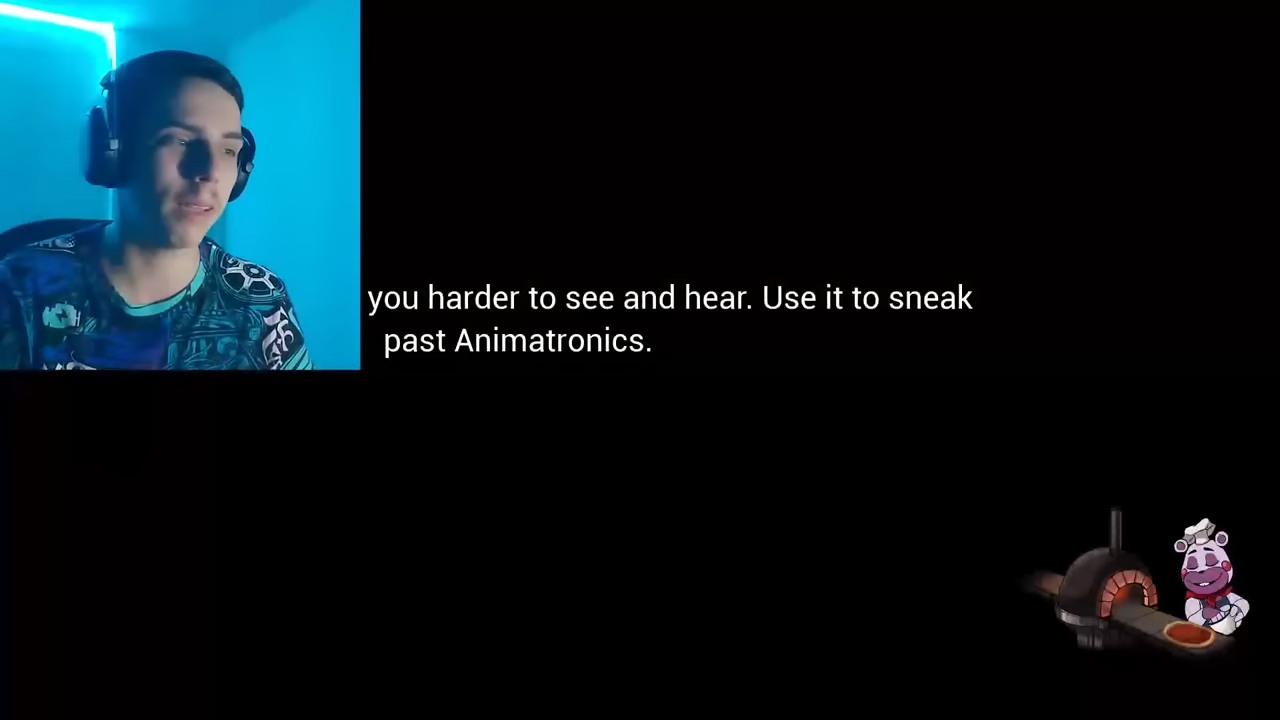 you harder to see and hear. Use it to sneak
past Animatronics.